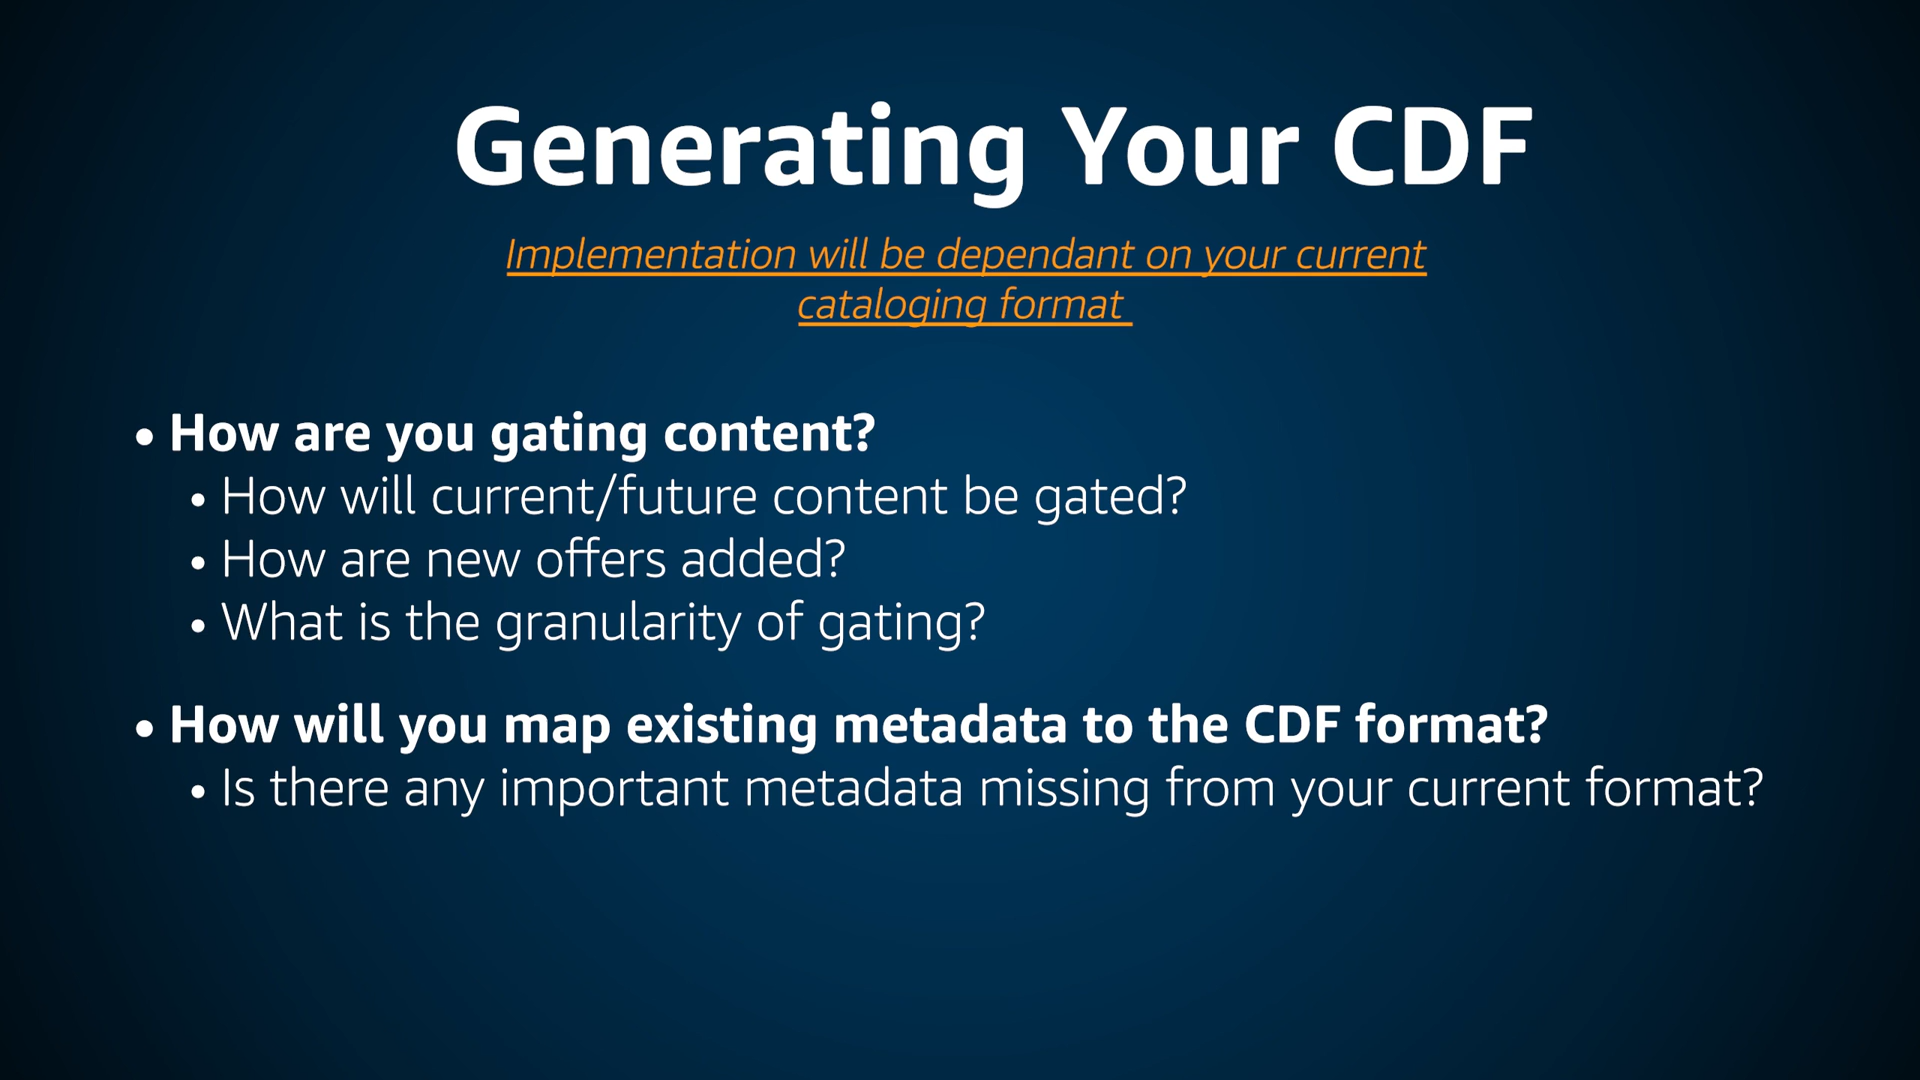 Generating Your CDF
Implementation will be dependant on your current
cataloging format
• How are you gating content?
• How will current/future content be gated?
• How are new offers added?
• What is the granularity of gating?
• How will you map existing metadata to the CDF format?
• Is there any important metadata missing from your current format?